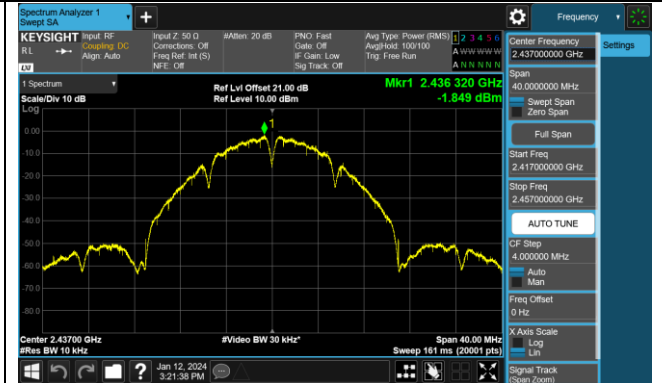 Spectrum Analyzer 1
Swept SA
+
Frequency
KEYSIGHT
RL
LXI
Input: RF
Coupling: DC
Align: Auto
Input Z: 50 Ω
Corrections: Off
Freq Ref: Int (S)
NFE: Off
#Atten: 20 dB
PNO: Fast
Gate: Off
IF Gain: Low
Sig Track: Off
Avg Type: Power (RMS)
Avg|Hold: 100/100
Trig: Free Run
1 2 3 4 5 6
A W W W W W
A N N N N N
1 Spectrum
Scale/Div 10 dB
Log
Ref Lvl Offset 21.00 dB
Ref Level 10.00 dBm
Mkr1 2.436 320 GHz
-1.849 dBm
1
0.00
-10.0
-20.0
-30.0
-40.0
-50.0
-60.0
-70.0
-80.0
Center 2.43700 GHz
#Res BW 10 kHz
#Video BW 30 kHz*
Span 40.00 MHz
Sweep 161 ms (20001 pts)
Center Frequency
2.437000000 GHz
Span
40.0000000 MHz
Swept Span
Zero Span
Full Span
Start Freq
2.417000000 GHz
Stop Freq
2.457000000 GHz
AUTO TUNE
CF Step
4.000000 MHz
Auto
Man
Freq Offset
0 Hz
X Axis Scale
Log
Lin
Signal Track
(Span Zoom)
Settings
?
Jan 12, 2024
3:21:38 PM